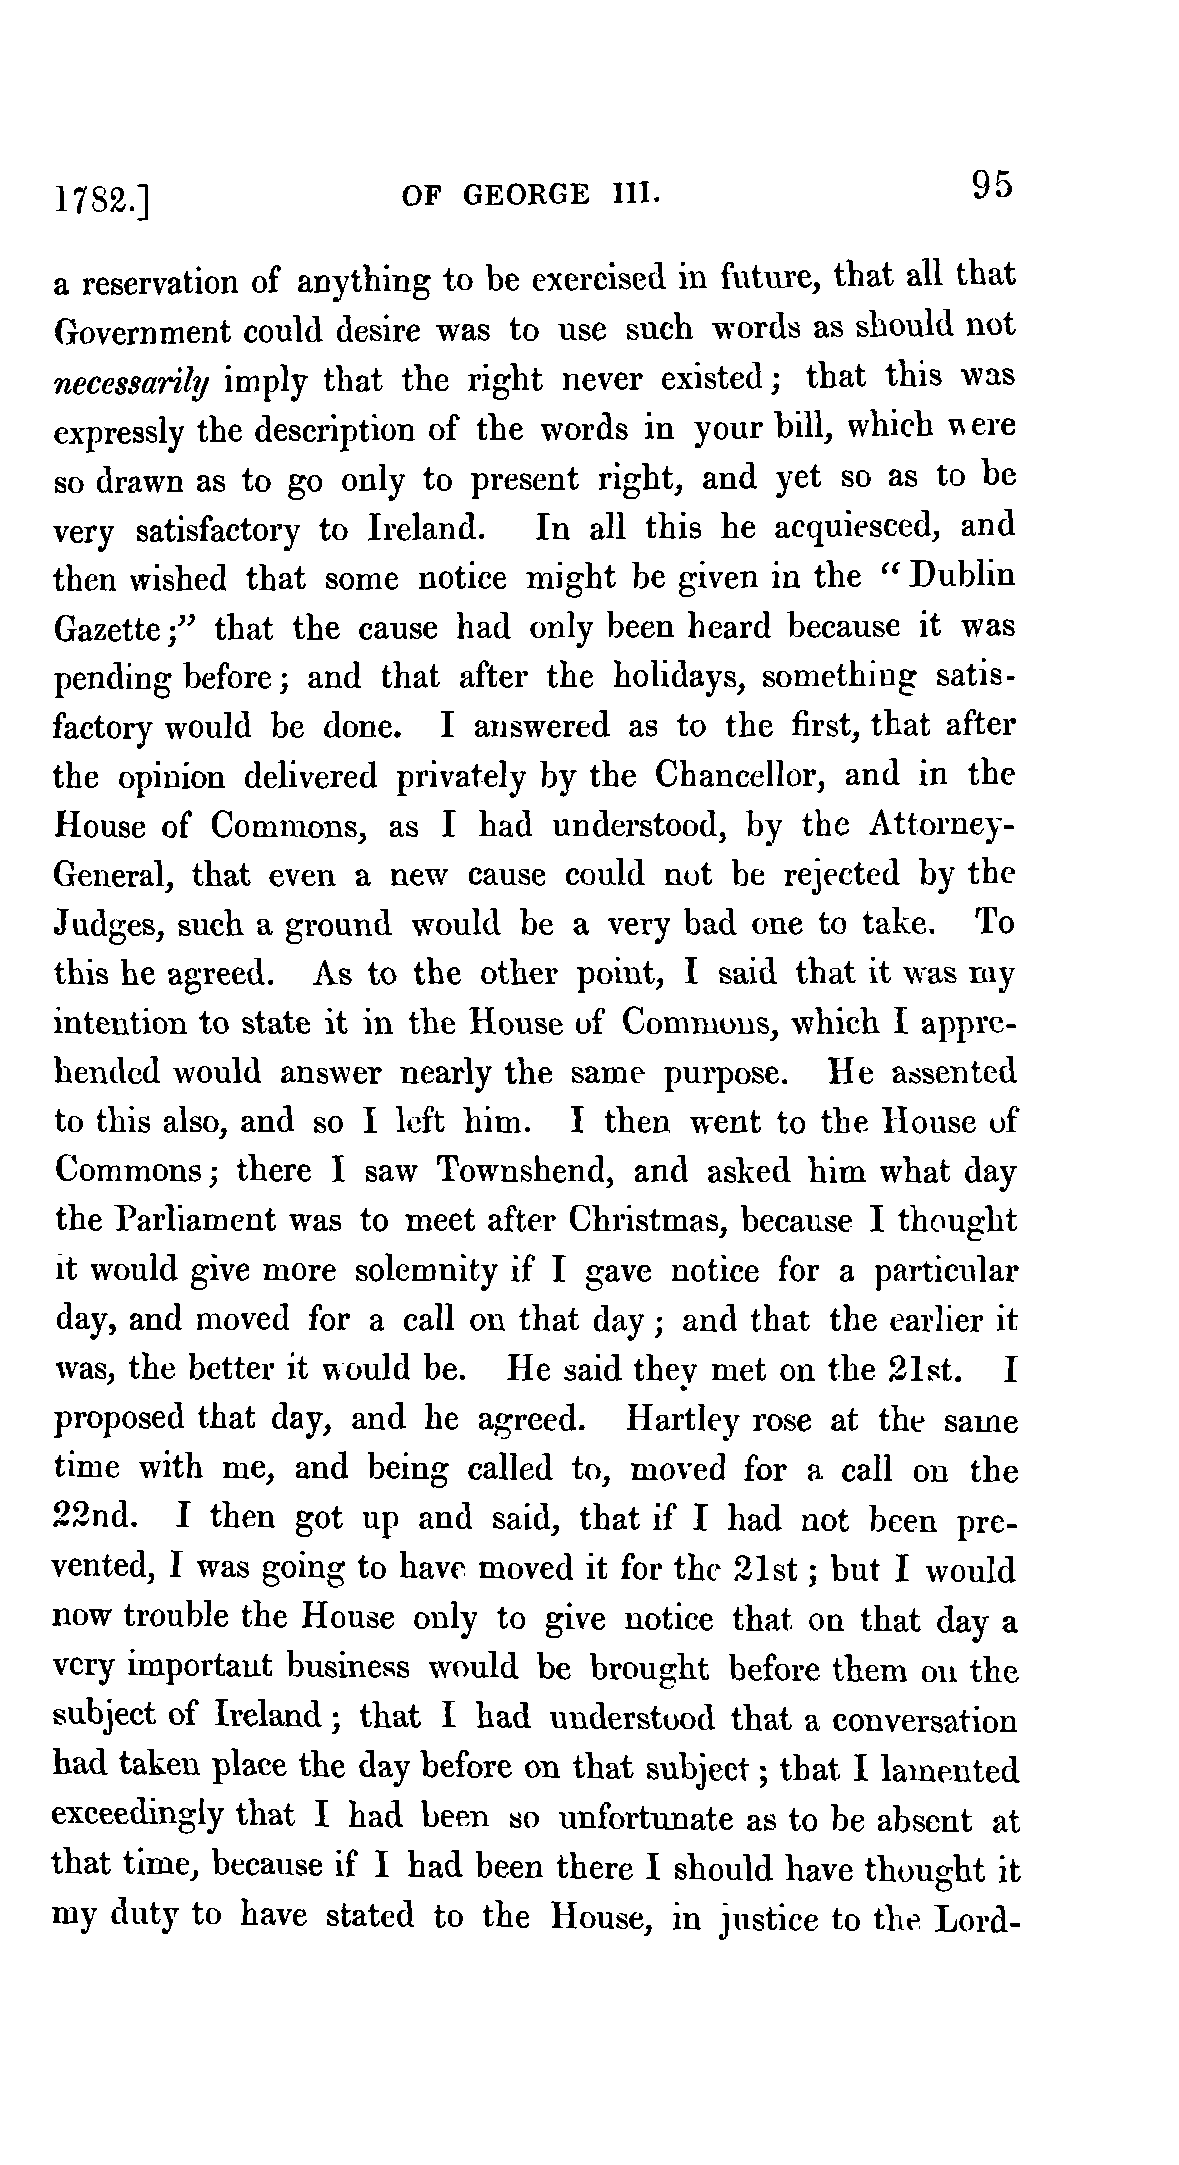 1782.] OF GEORGE III. 95
a reservation of anything to be exercised in future, that all that
Government could desire was to use such words as should not
necessarily imply that the right never existed; that this was
expressly the description of the words in your bill, which were
so drawn as to go only to present right, and yet so as to be
very satisfactory to Ireland. In all this he acquiesced, and
then wished that some notice might be given in the “Dublin
Gazette;” that the cause had only been heard because it was
pending before; and that after the holidays, something satis-
factory would be done. I answered as to the first, that after
the opinion delivered privately by the Chancellor, and in the
House of Commons, as I had understood, by the Attorney-
General, that even a new cause could not be rejected by the
Judges, such a ground would be a very bad one to take. To
this he agreed. As to the other point, I said that it was my
intention to state it in the House of Commons, which I appre-
hended would answer nearly the same purpose. He assented
to this also, and so I left him. I then went to the House of
Commons; there I saw Townshend, and asked him what day
the Parliament was to meet after Christmas, because I thought
it would give more solemnity if I gave notice for a particular
day, and moved for a call on that day; and that the earlier it
was, the better it would be. He said they met on the 21st. I
proposed that day, and he agreed. Hartley rose at the same
time with me, and being called to, moved for a call on the
22nd. I then got up and said, that if I had not been pre-
vented, I was going to have moved it for the 21st; but I would
now trouble the House only to give notice that on that day a
very important business would be brought before them on the
subject of Ireland; that I had understood that a conversation
had taken place the day before on that subject; that I lamented
exceedingly that I had been so unfortunate as to be absent at
that time, because if I had been there I should have thought it
my duty to have stated to the House, in justice to the Lord-